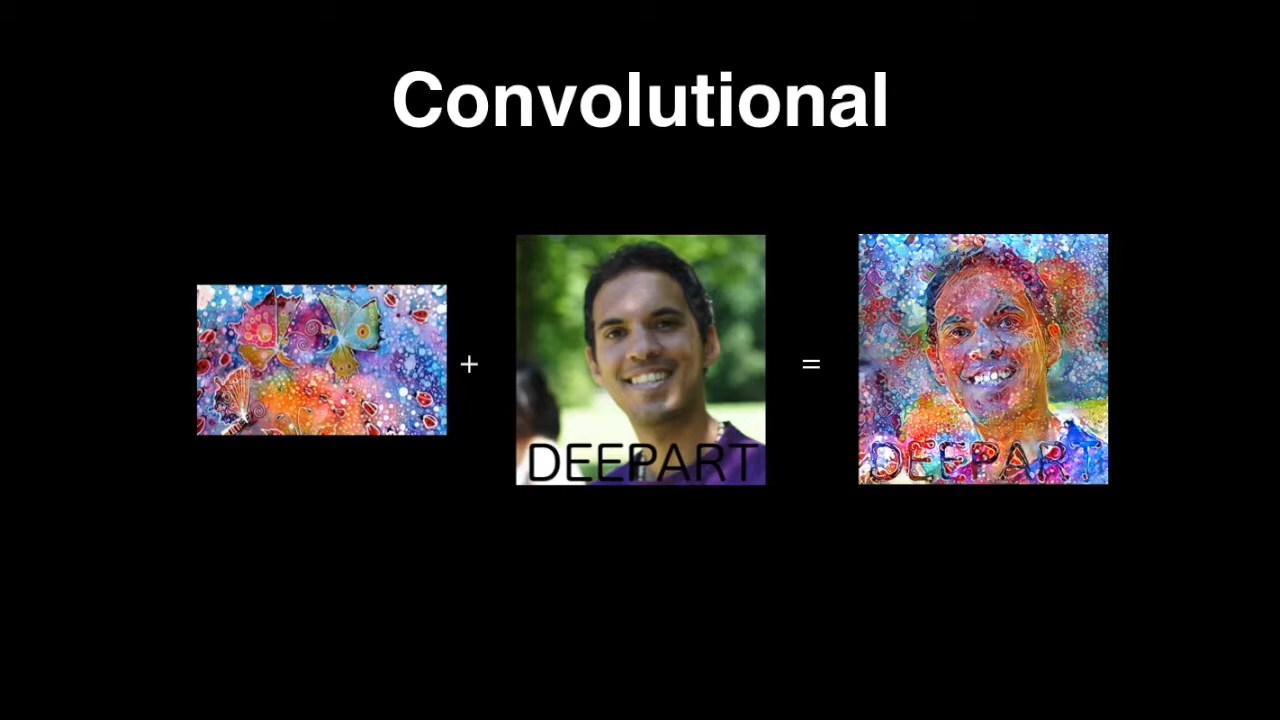 Convolutional
+
=
DEEPART
DEEPART